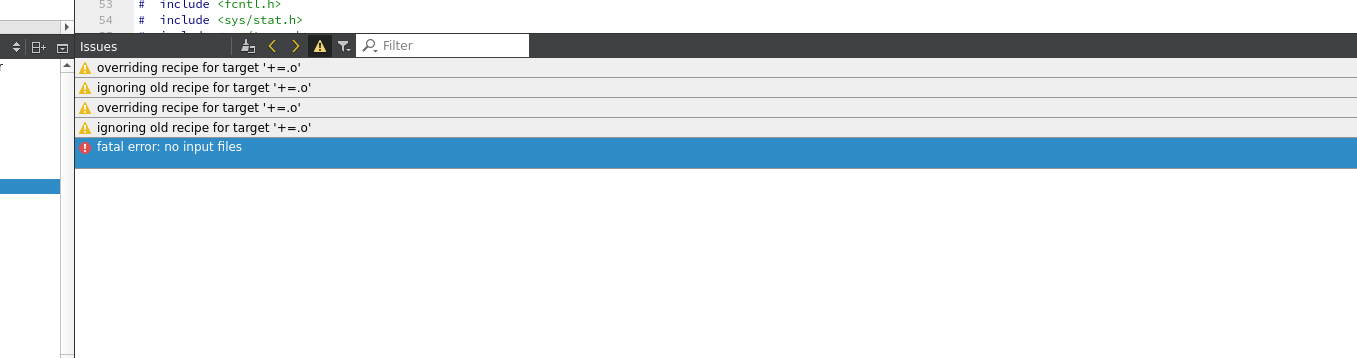 53 # include <fcntl.h>
54 # include <sys/stat.h>
Issues Filter
overriding recipe for target '+=.o'
ignoring old recipe for target '+=.o'
overriding recipe for target '+=.o'
ignoring old recipe for target '+=.o'
fatal error: no input files